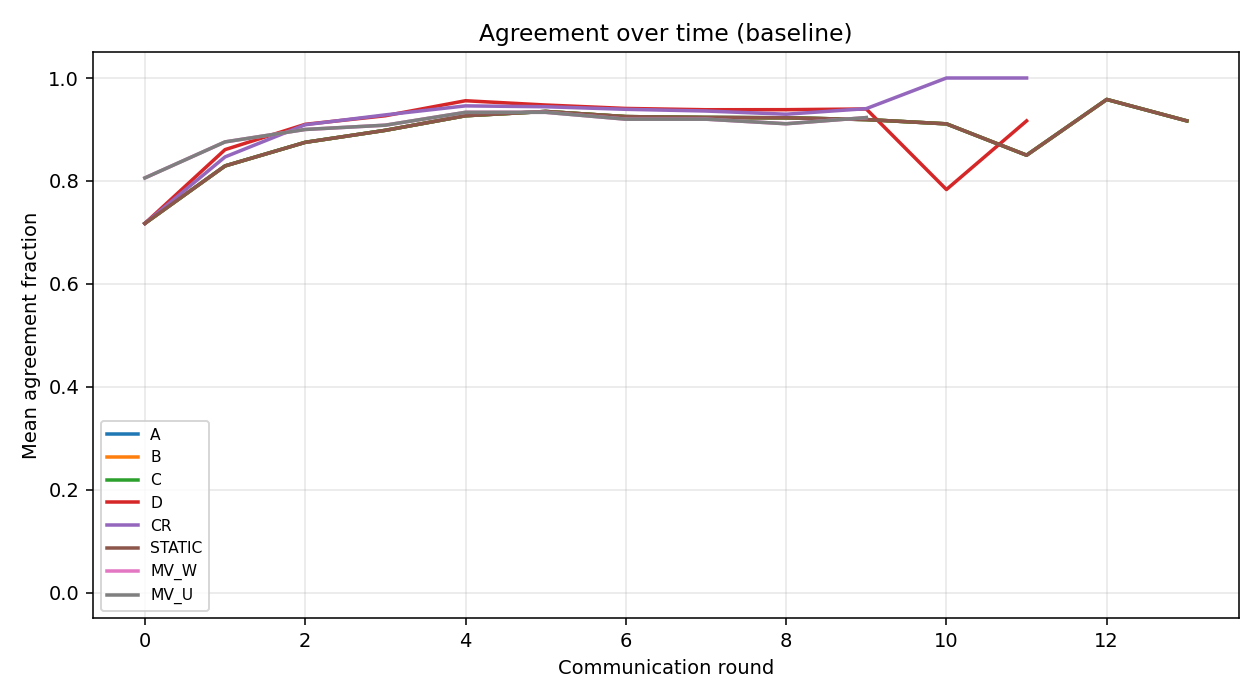 Agreement over time (baseline)
1.0
0.8
0.6
0.4
0.2
0.0
Mean agreement fraction
A
B
C
D
CR
STATIC
MV_W
MV_U
0 2 4 6 8 10 12
Communication round